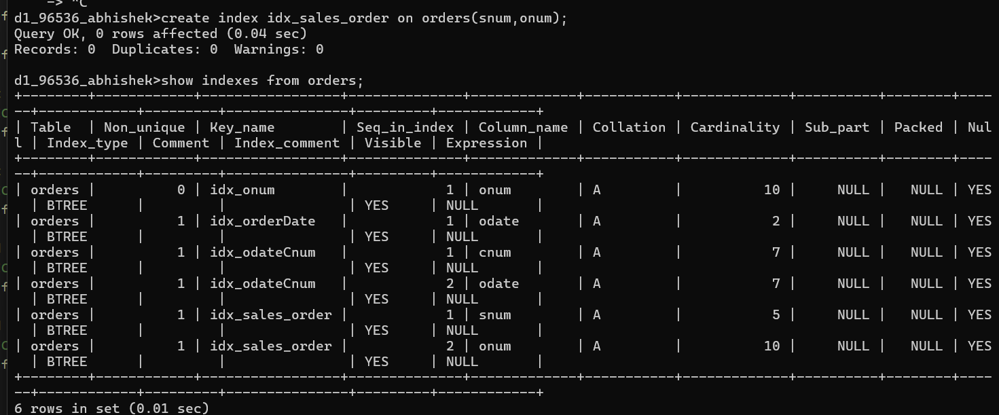 -> ^C
d1_96536_abhishek>create index idx_sales_order on orders(snum,onum);
Query OK, 0 rows affected (0.04 sec)
Records: 0  Duplicates: 0  Warnings: 0
d1_96536_abhishek>show indexes from orders;
+--------+------------+-----------------+--------------+-------------+-----------+-------------+----------+--------+----
--+------------+---------+---------------+---------+------------+
| Table  | Non_unique | Key_name        | Seq_in_index | Column_name | Collation | Cardinality | Sub_part | Packed | Nul
l | Index_type | Comment | Index_comment | Visible | Expression |
+--------+------------+-----------------+--------------+-------------+-----------+-------------+----------+--------+----
--+------------+---------+---------------+---------+------------+
| orders |          0 | idx_onum        |            1 | onum        | A         |          10 |     NULL |   NULL | YES
  | BTREE      |         |               | YES     | NULL       |
| orders |          1 | idx_orderDate   |            1 | odate       | A         |           2 |     NULL |   NULL | YES
  | BTREE      |         |               | YES     | NULL       |
| orders |          1 | idx_odateCnum   |            1 | cnum        | A         |           7 |     NULL |   NULL | YES
  | BTREE      |         |               | YES     | NULL       |
| orders |          1 | idx_odateCnum   |            2 | odate       | A         |           7 |     NULL |   NULL | YES
  | BTREE      |         |               | YES     | NULL       |
| orders |          1 | idx_sales_order |            1 | snum        | A         |           5 |     NULL |   NULL | YES
  | BTREE      |         |               | YES     | NULL       |
| orders |          1 | idx_sales_order |            2 | onum        | A         |          10 |     NULL |   NULL | YES
  | BTREE      |         |               | YES     | NULL       |
+--------+------------+-----------------+--------------+-------------+-----------+-------------+----------+--------+----
--+------------+---------+---------------+---------+------------+
6 rows in set (0.01 sec)